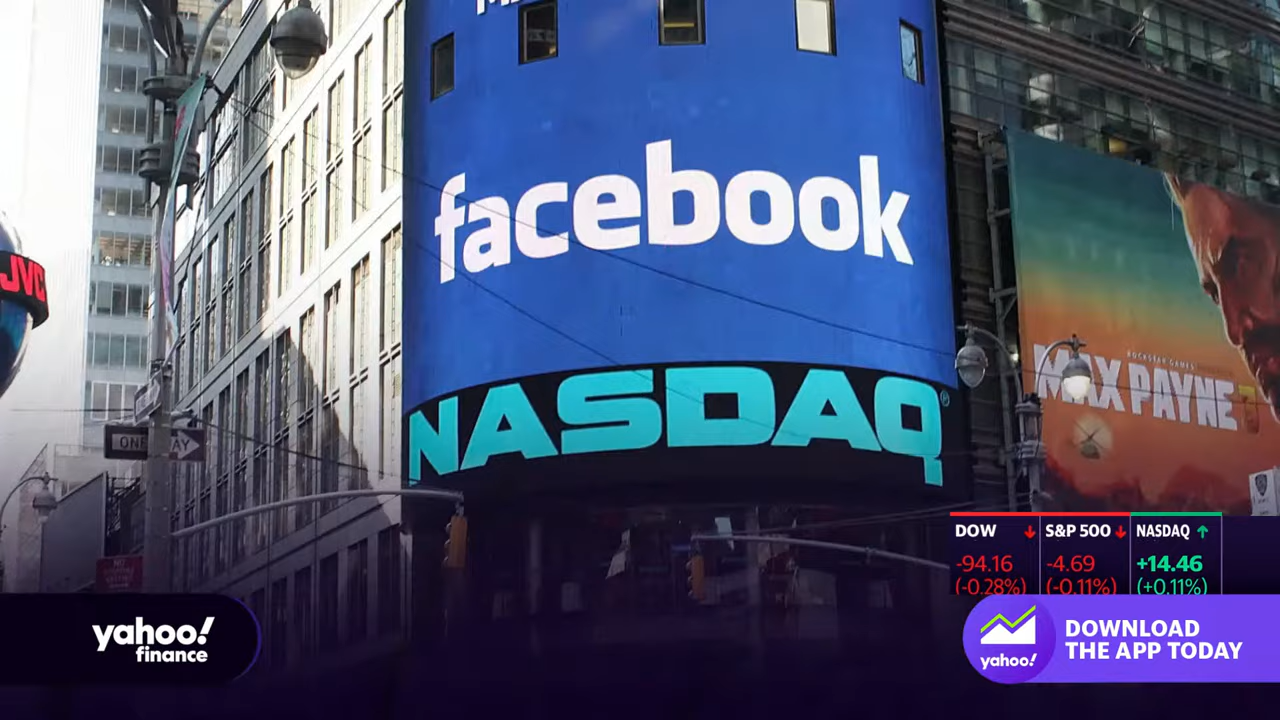 facebook
JVC
ROCKSTAR GAMES
MAX PAYNE
NASDAQ®
ONE WAY
DOW
-94.16
(-0.28%)
S&P 500
-4.69
(-0.11%)
NASDAQ
+14.46
(+0.11%)
yahoo!
finance
yahoo!
DOWNLOAD
THE APP TODAY